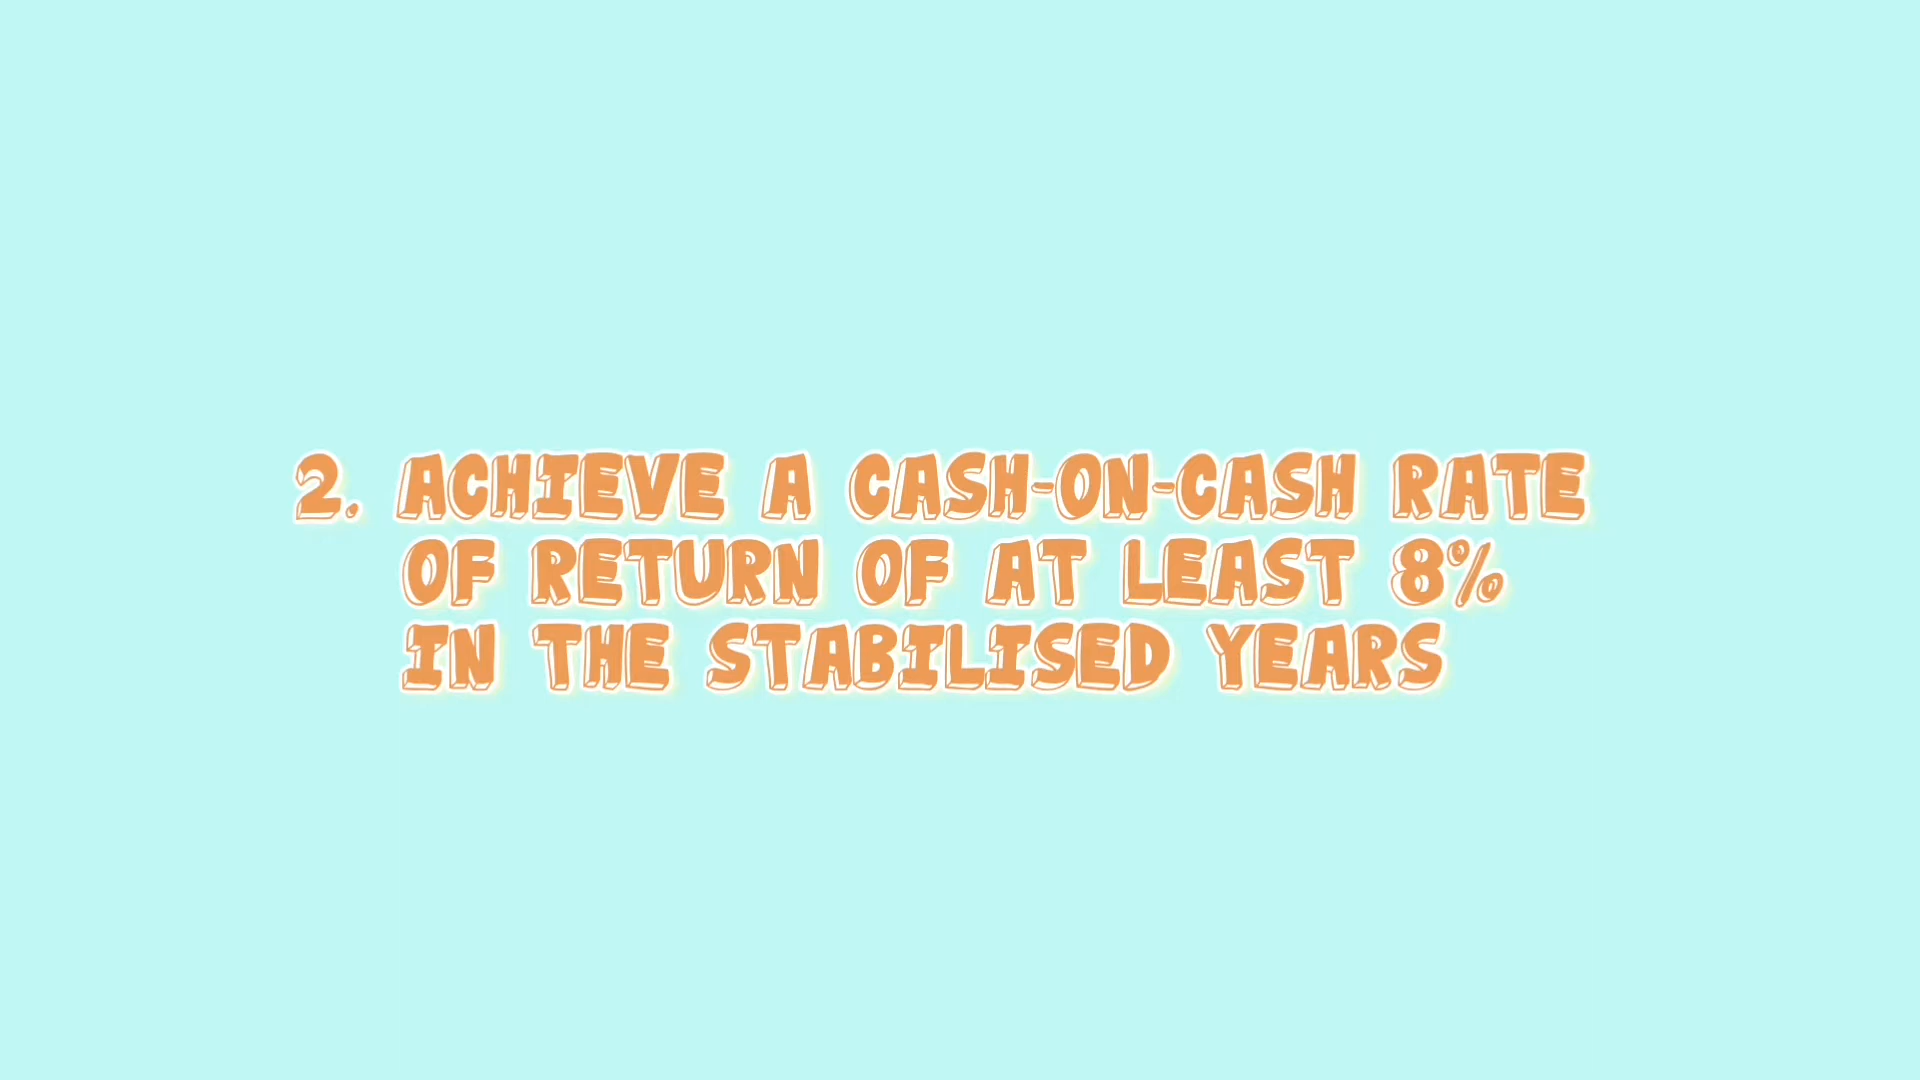 2. ACHIEVE A CASH-ON-CASH RATE
OF RETURN OF AT LEAST 8%
IN THE STABILISED YEARS